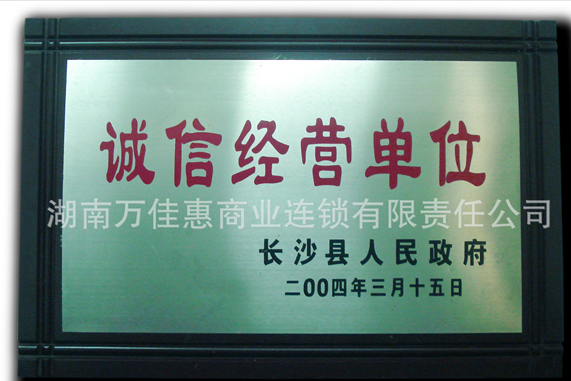 诚信经营单位
湖南万佳惠商业连锁有限责任公司
长沙县人民政府
二00四年三月十五日